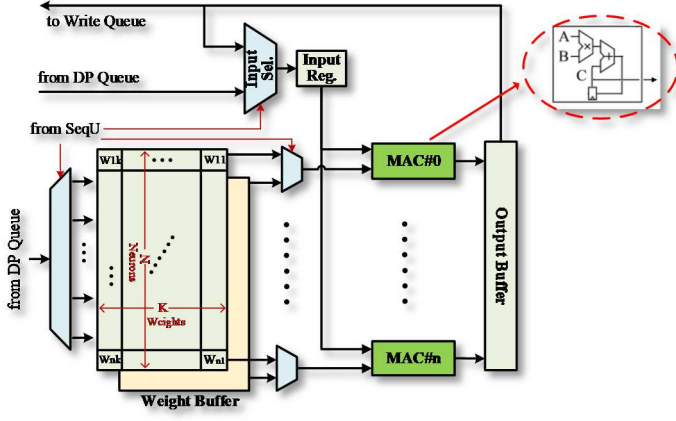 to Write Queue
from DP Queue
Input
Sel.
Input
Reg.
A
B
C
×
+
from SeqU
W1k
W11
MAC#0
N
Neurons
K
Weights
from DP Queue
Output Buffer
Wnk
Wn1
MAC#n
Weight Buffer